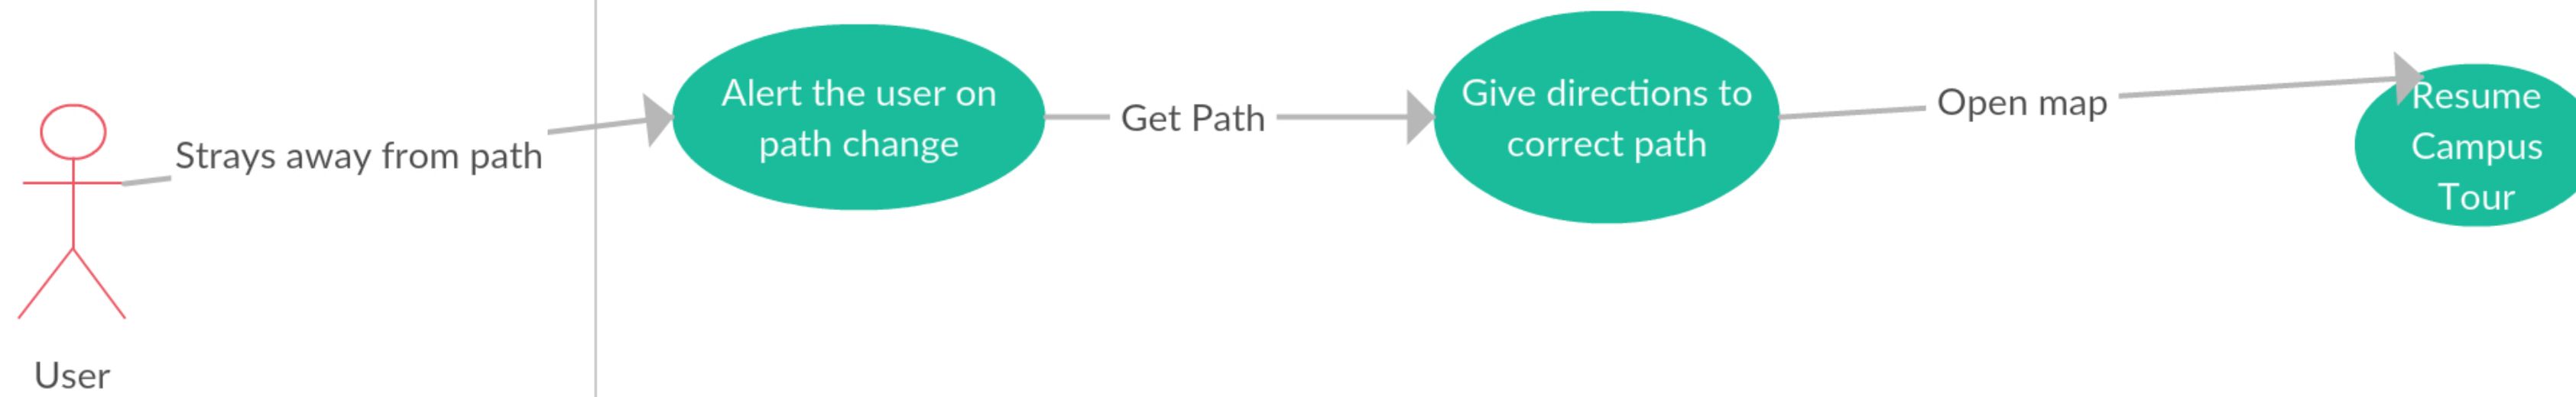 Strays away from path
User
Alert the user on
path change
Get Path
Give directions to
correct path
Open map
Resume
Campus
Tour